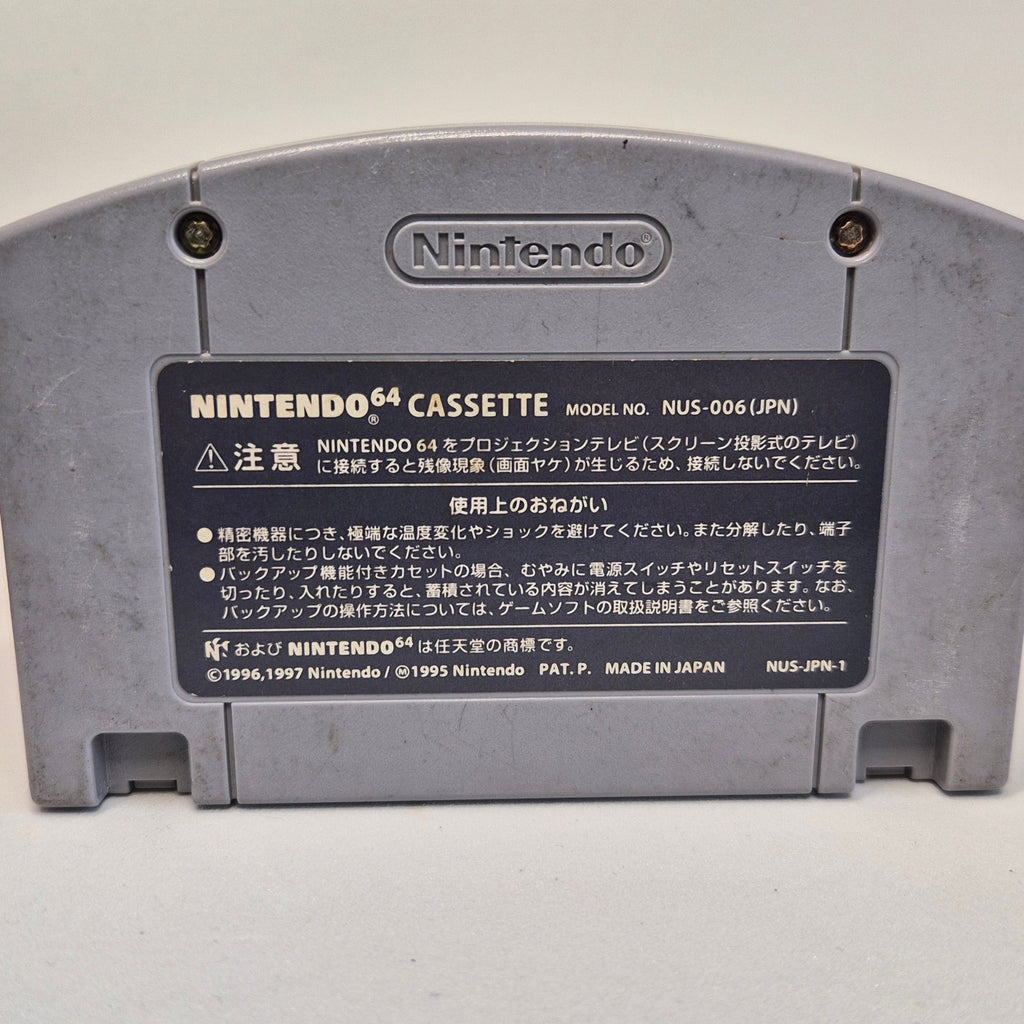 Nintendo®
NINTENDO64® CASSETTE MODEL NO. NUS-006(JPN)
⚠注意 NINTENDO 64をプロジェクションテレビ(スクリーン投影式のテレビ)
に接続すると残像現象(画面ヤケ)が生じるため、接続しないでください。
使用上のおねがい
●精密機器につき、極端な温度変化やショックを避けてください。また分解したり、端子
部を汚したりしないでください。
●バックアップ機能付きカセットの場合、むやみに電源スイッチやリセットスイッチを
切ったり、入れたりすると、蓄積されている内容が消えてしまうことがあります。なお、
バックアップの操作方法については、ゲームソフトの取扱説明書をご参照ください。
および NINTENDO64 は任天堂の商標です。
©1996,1997 Nintendo/Ⓜ1995 Nintendo PAT.P. MADE IN JAPAN NUS-JPN-1